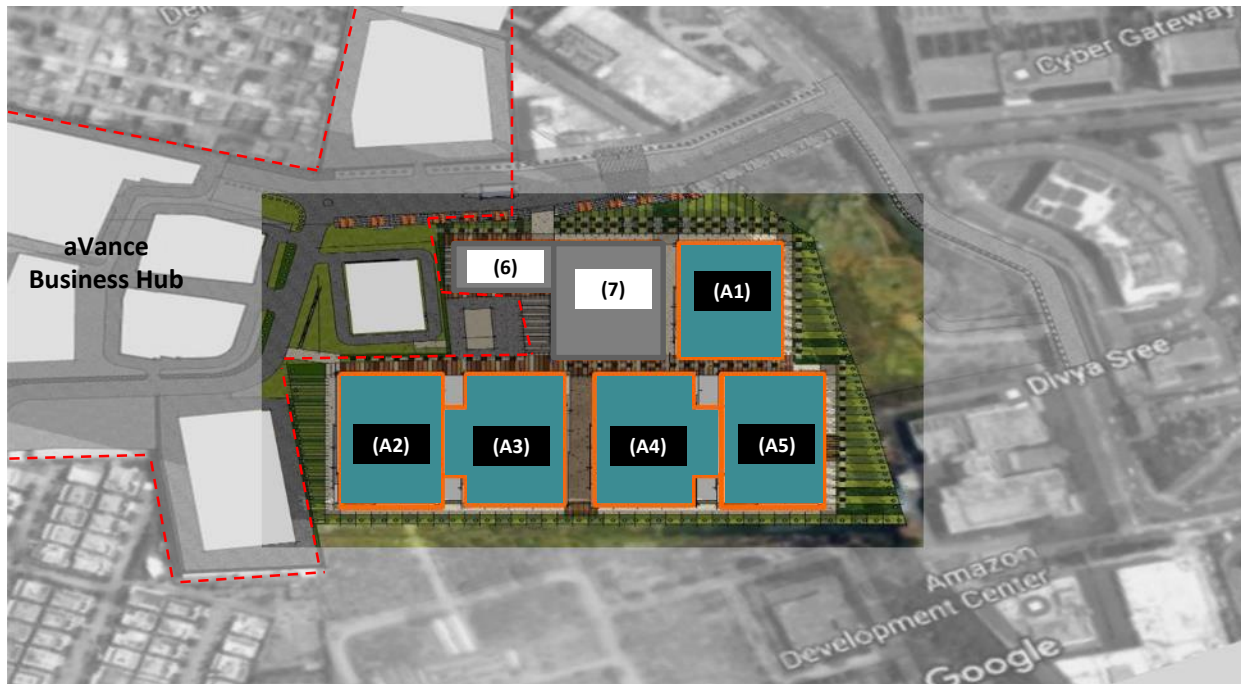 Cyber Gateway
aVance
Business Hub
(6)
(7)
(A1)
Divya Sree
(A2)
(A3)
(A4)
(A5)
Amazon
Development Center
Google